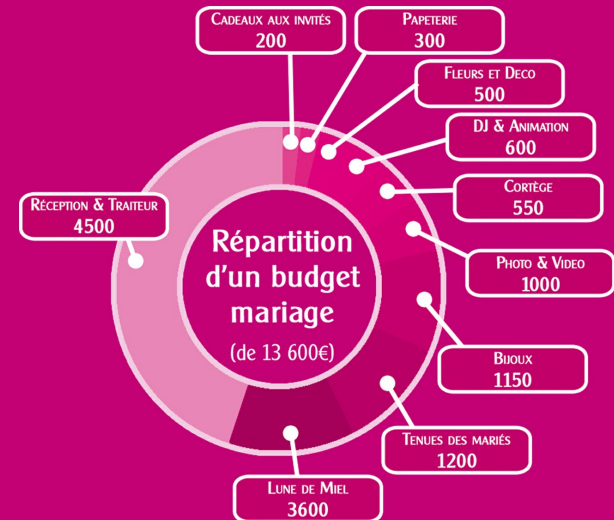 Cadeaux aux invités
200
Papeterie
300
Fleurs et Deco
500
DJ & Animation
600
Cortège
550
Photo & Video
1000
Bijoux
1150
Tenues des mariés
1200
Lune de Miel
3600
Réception & Traiteur
4500
Répartition
d'un budget
mariage
(de 13 600€)